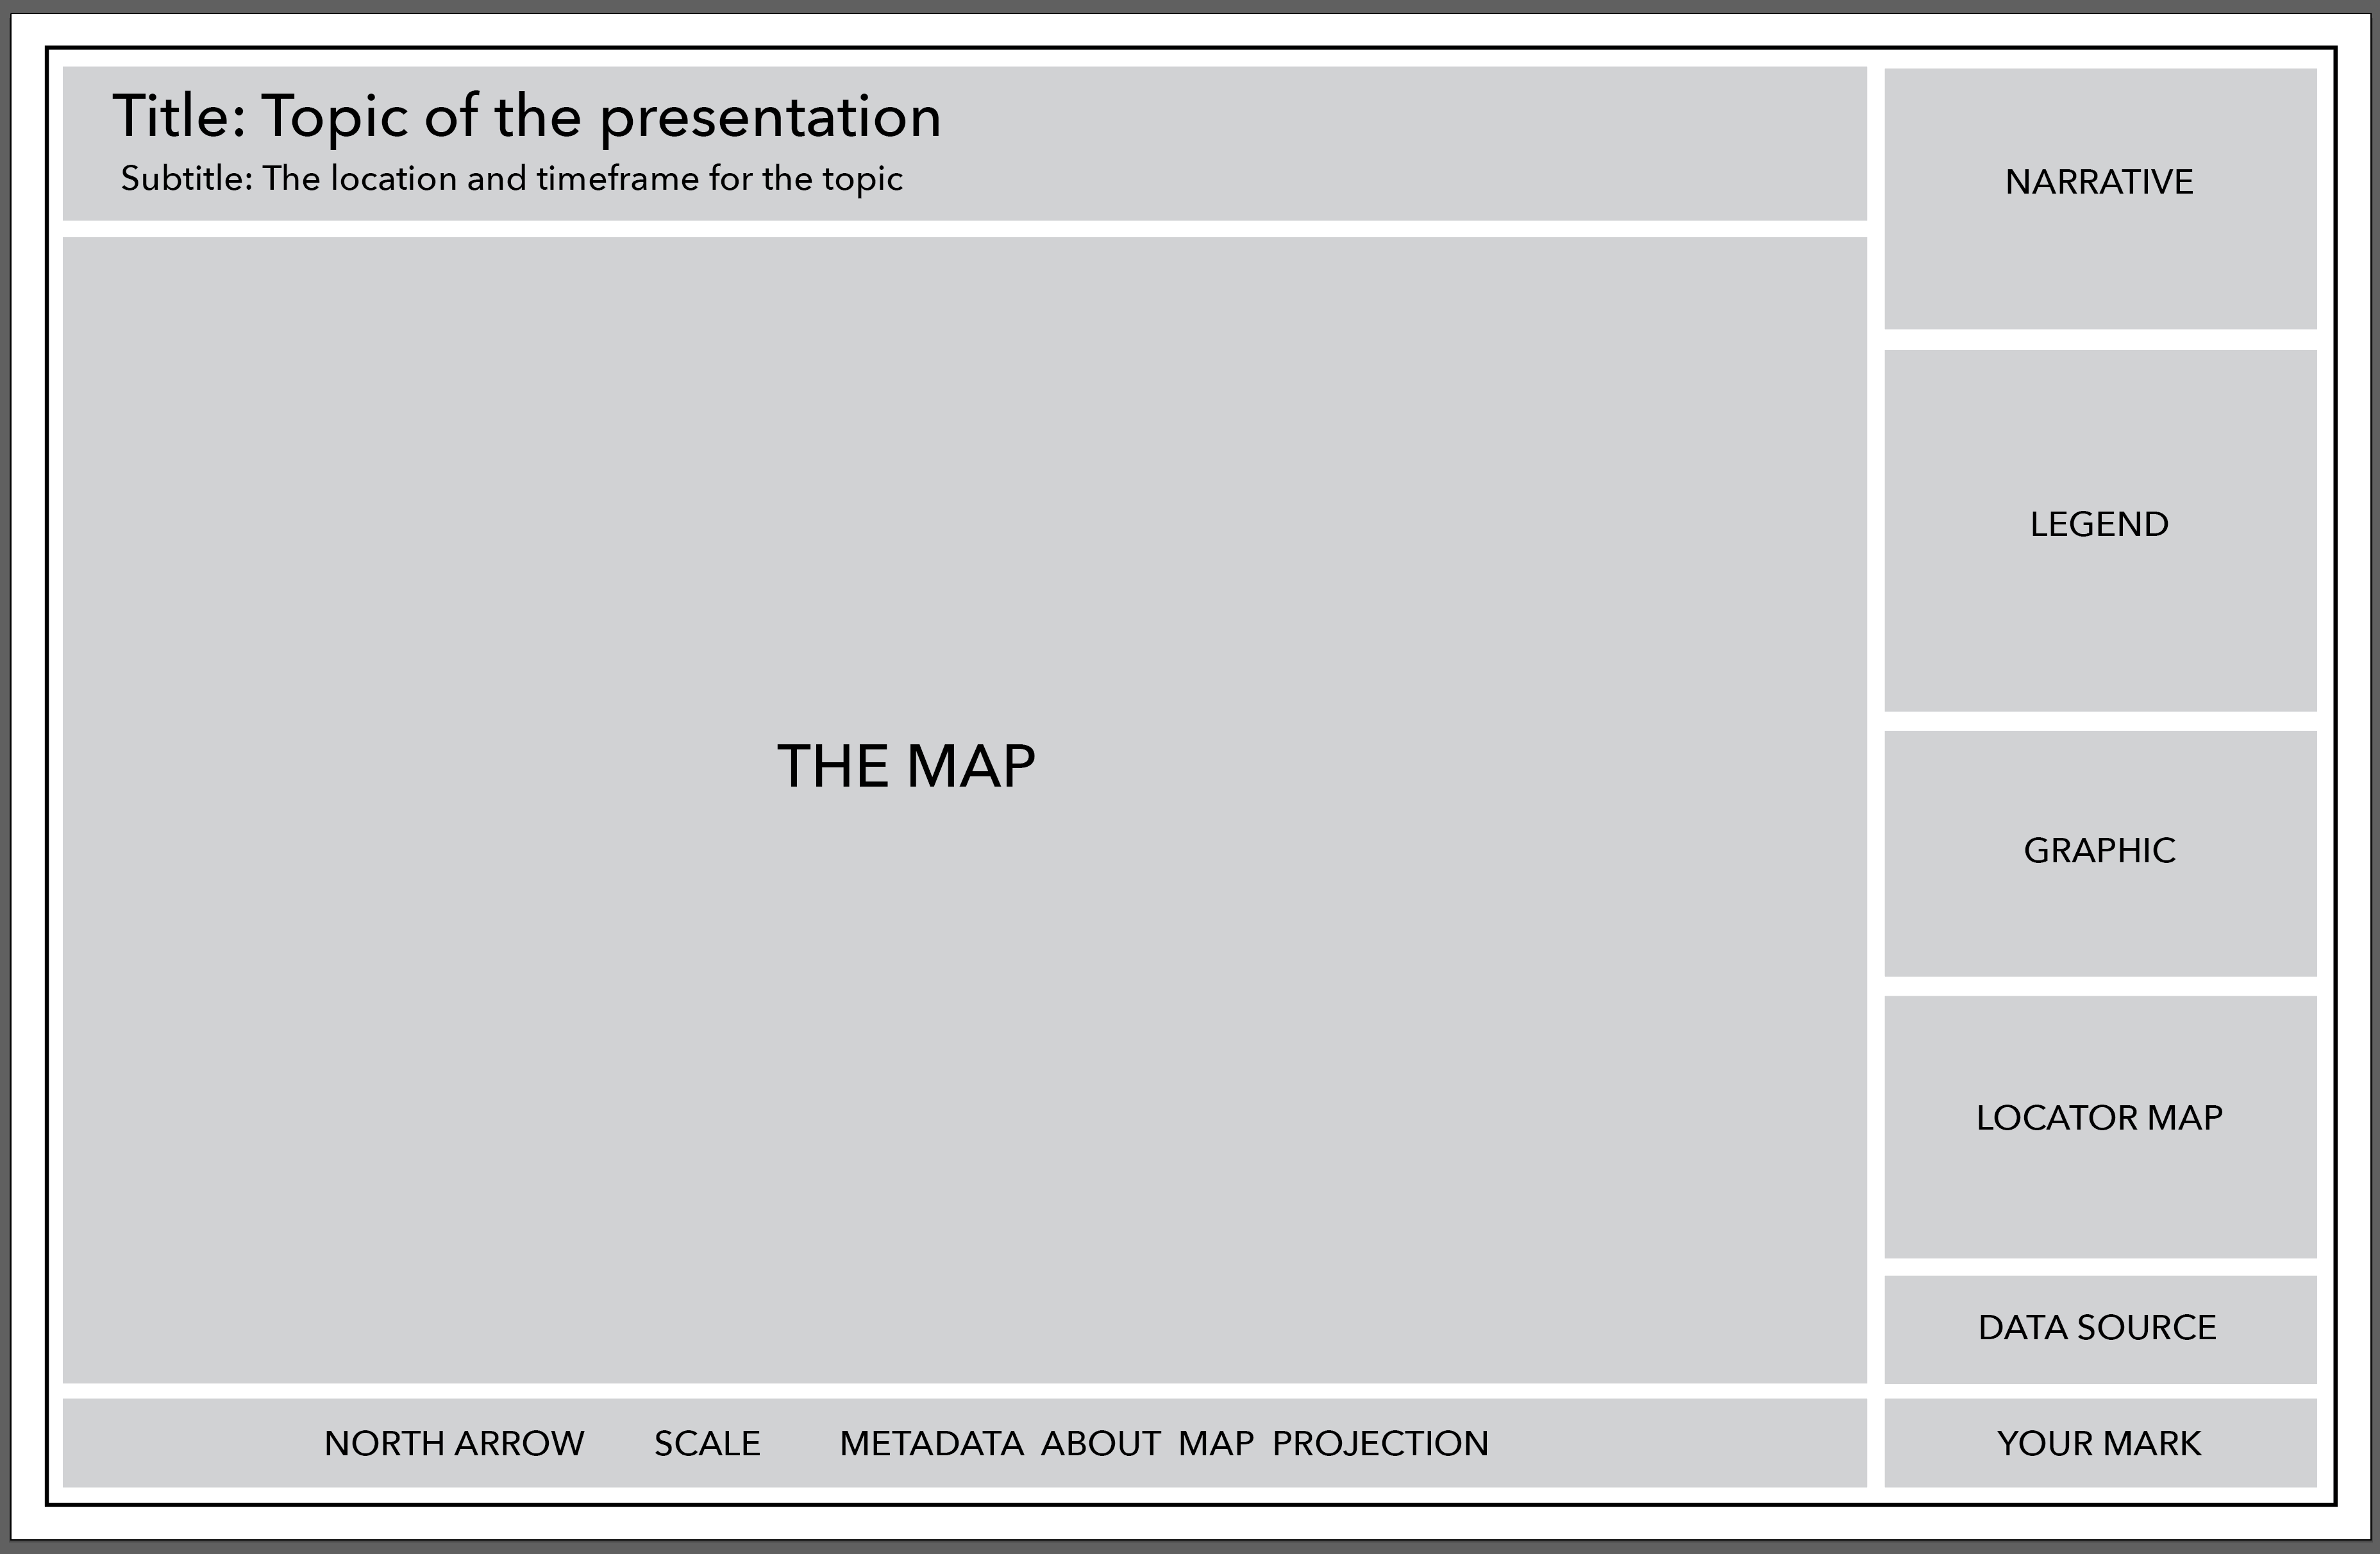 Title: Topic of the presentation
Subtitle: The location and timeframe for the topic
THE MAP
NORTH ARROW SCALE METADATA ABOUT MAP PROJECTION
NARRATIVE
LEGEND
GRAPHIC
LOCATOR MAP
DATA SOURCE
YOUR MARK